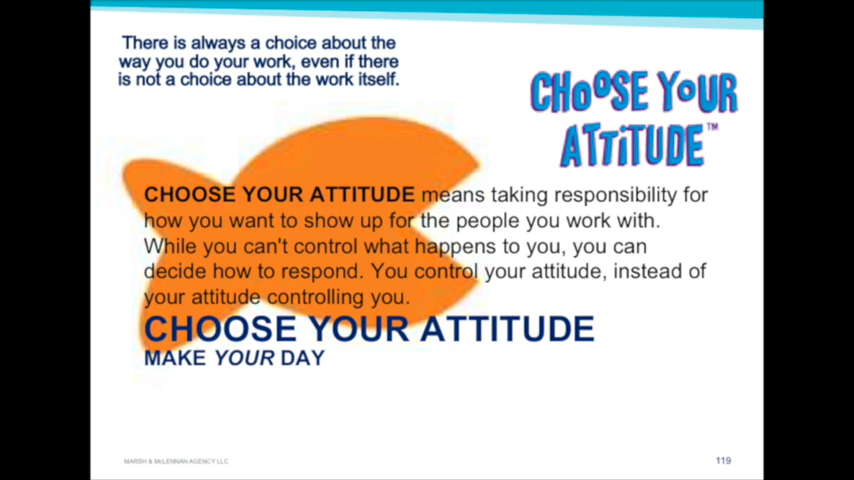 There is always a choice about the
way you do your work, even if there
is not a choice about the work itself.
CHOOSE YOUR
ATTiTUDE™
CHOOSE YOUR ATTITUDE means taking responsibility for
how you want to show up for the people you work with.
While you can't control what happens to you, you can
decide how to respond. You control your attitude, instead of
your attitude controlling you.
CHOOSE YOUR ATTITUDE
MAKE YOUR DAY
MARSH & McLENNAN AGENCY LLC
119